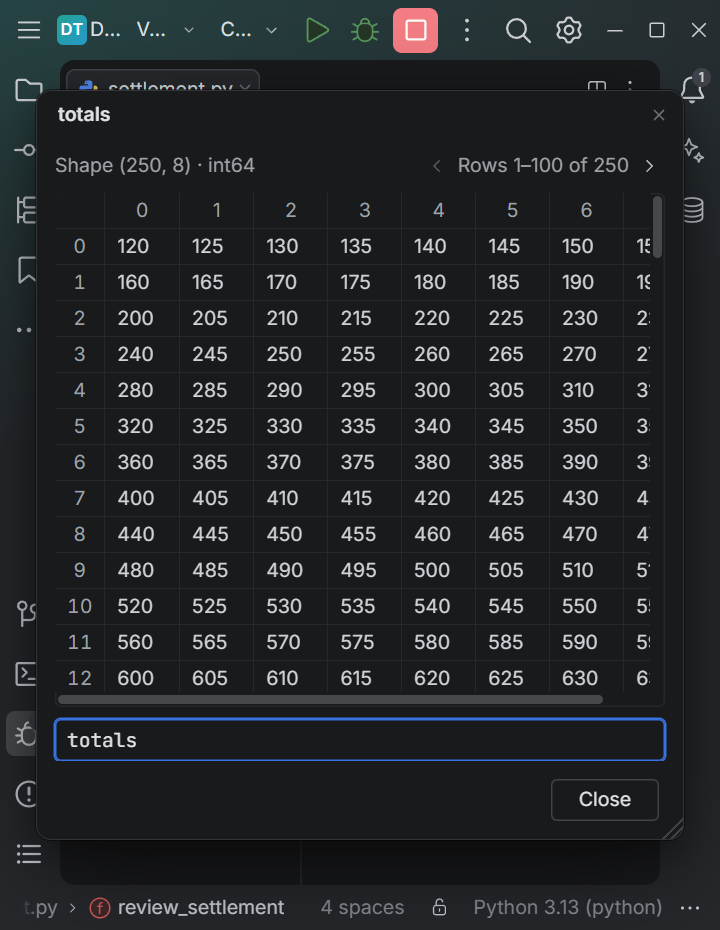 DT D... V... C...
settlement.py
1
totals
Shape (250, 8) · int64 Rows 1–100 of 250
0 1 2 3 4 5 6
0 120 125 130 135 140 145 150
1 160 165 170 175 180 185 190
2 200 205 210 215 220 225 230
3 240 245 250 255 260 265 270
4 280 285 290 295 300 305 310
5 320 325 330 335 340 345 350
6 360 365 370 375 380 385 390
7 400 405 410 415 420 425 430
8 440 445 450 455 460 465 470
9 480 485 490 495 500 505 510
10 520 525 530 535 540 545 550
11 560 565 570 575 580 585 590
12 600 605 610 615 620 625 630
totals
Close
t.py › f review_settlement 4 spaces Python 3.13 (python)